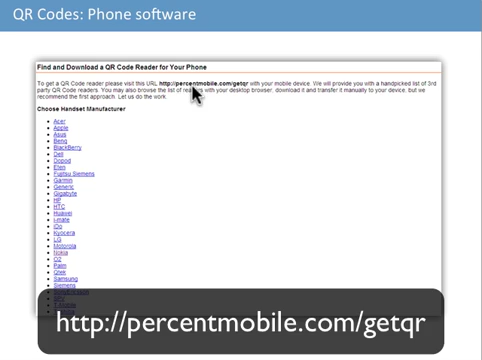 QR Codes: Phone software
Find and Download a QR Code Reader for Your Phone
To get a QR Code reader please visit this URL http://percentmobile.com/getqr with your mobile device. We will provide you with a handpicked list of 3rd
party QR Code readers. You may also browse the list of readers with your desktop browser, download it and transfer it manually to your device, but we
recommend the first approach. Let us do the work.
Choose Handset Manufacturer
Acer
Apple
Asus
Benq
BlackBerry
Dell
Dopod
Eten
Fujitsu Siemens
Garmin
Generic
Gigabyte
HP
HTC
Huawei
i-mate
iDo
Kyocera
LG
Motorola
Nokia
O2
Palm
Qtek
Samsung
Siemens
http://percentmobile.com/getqr